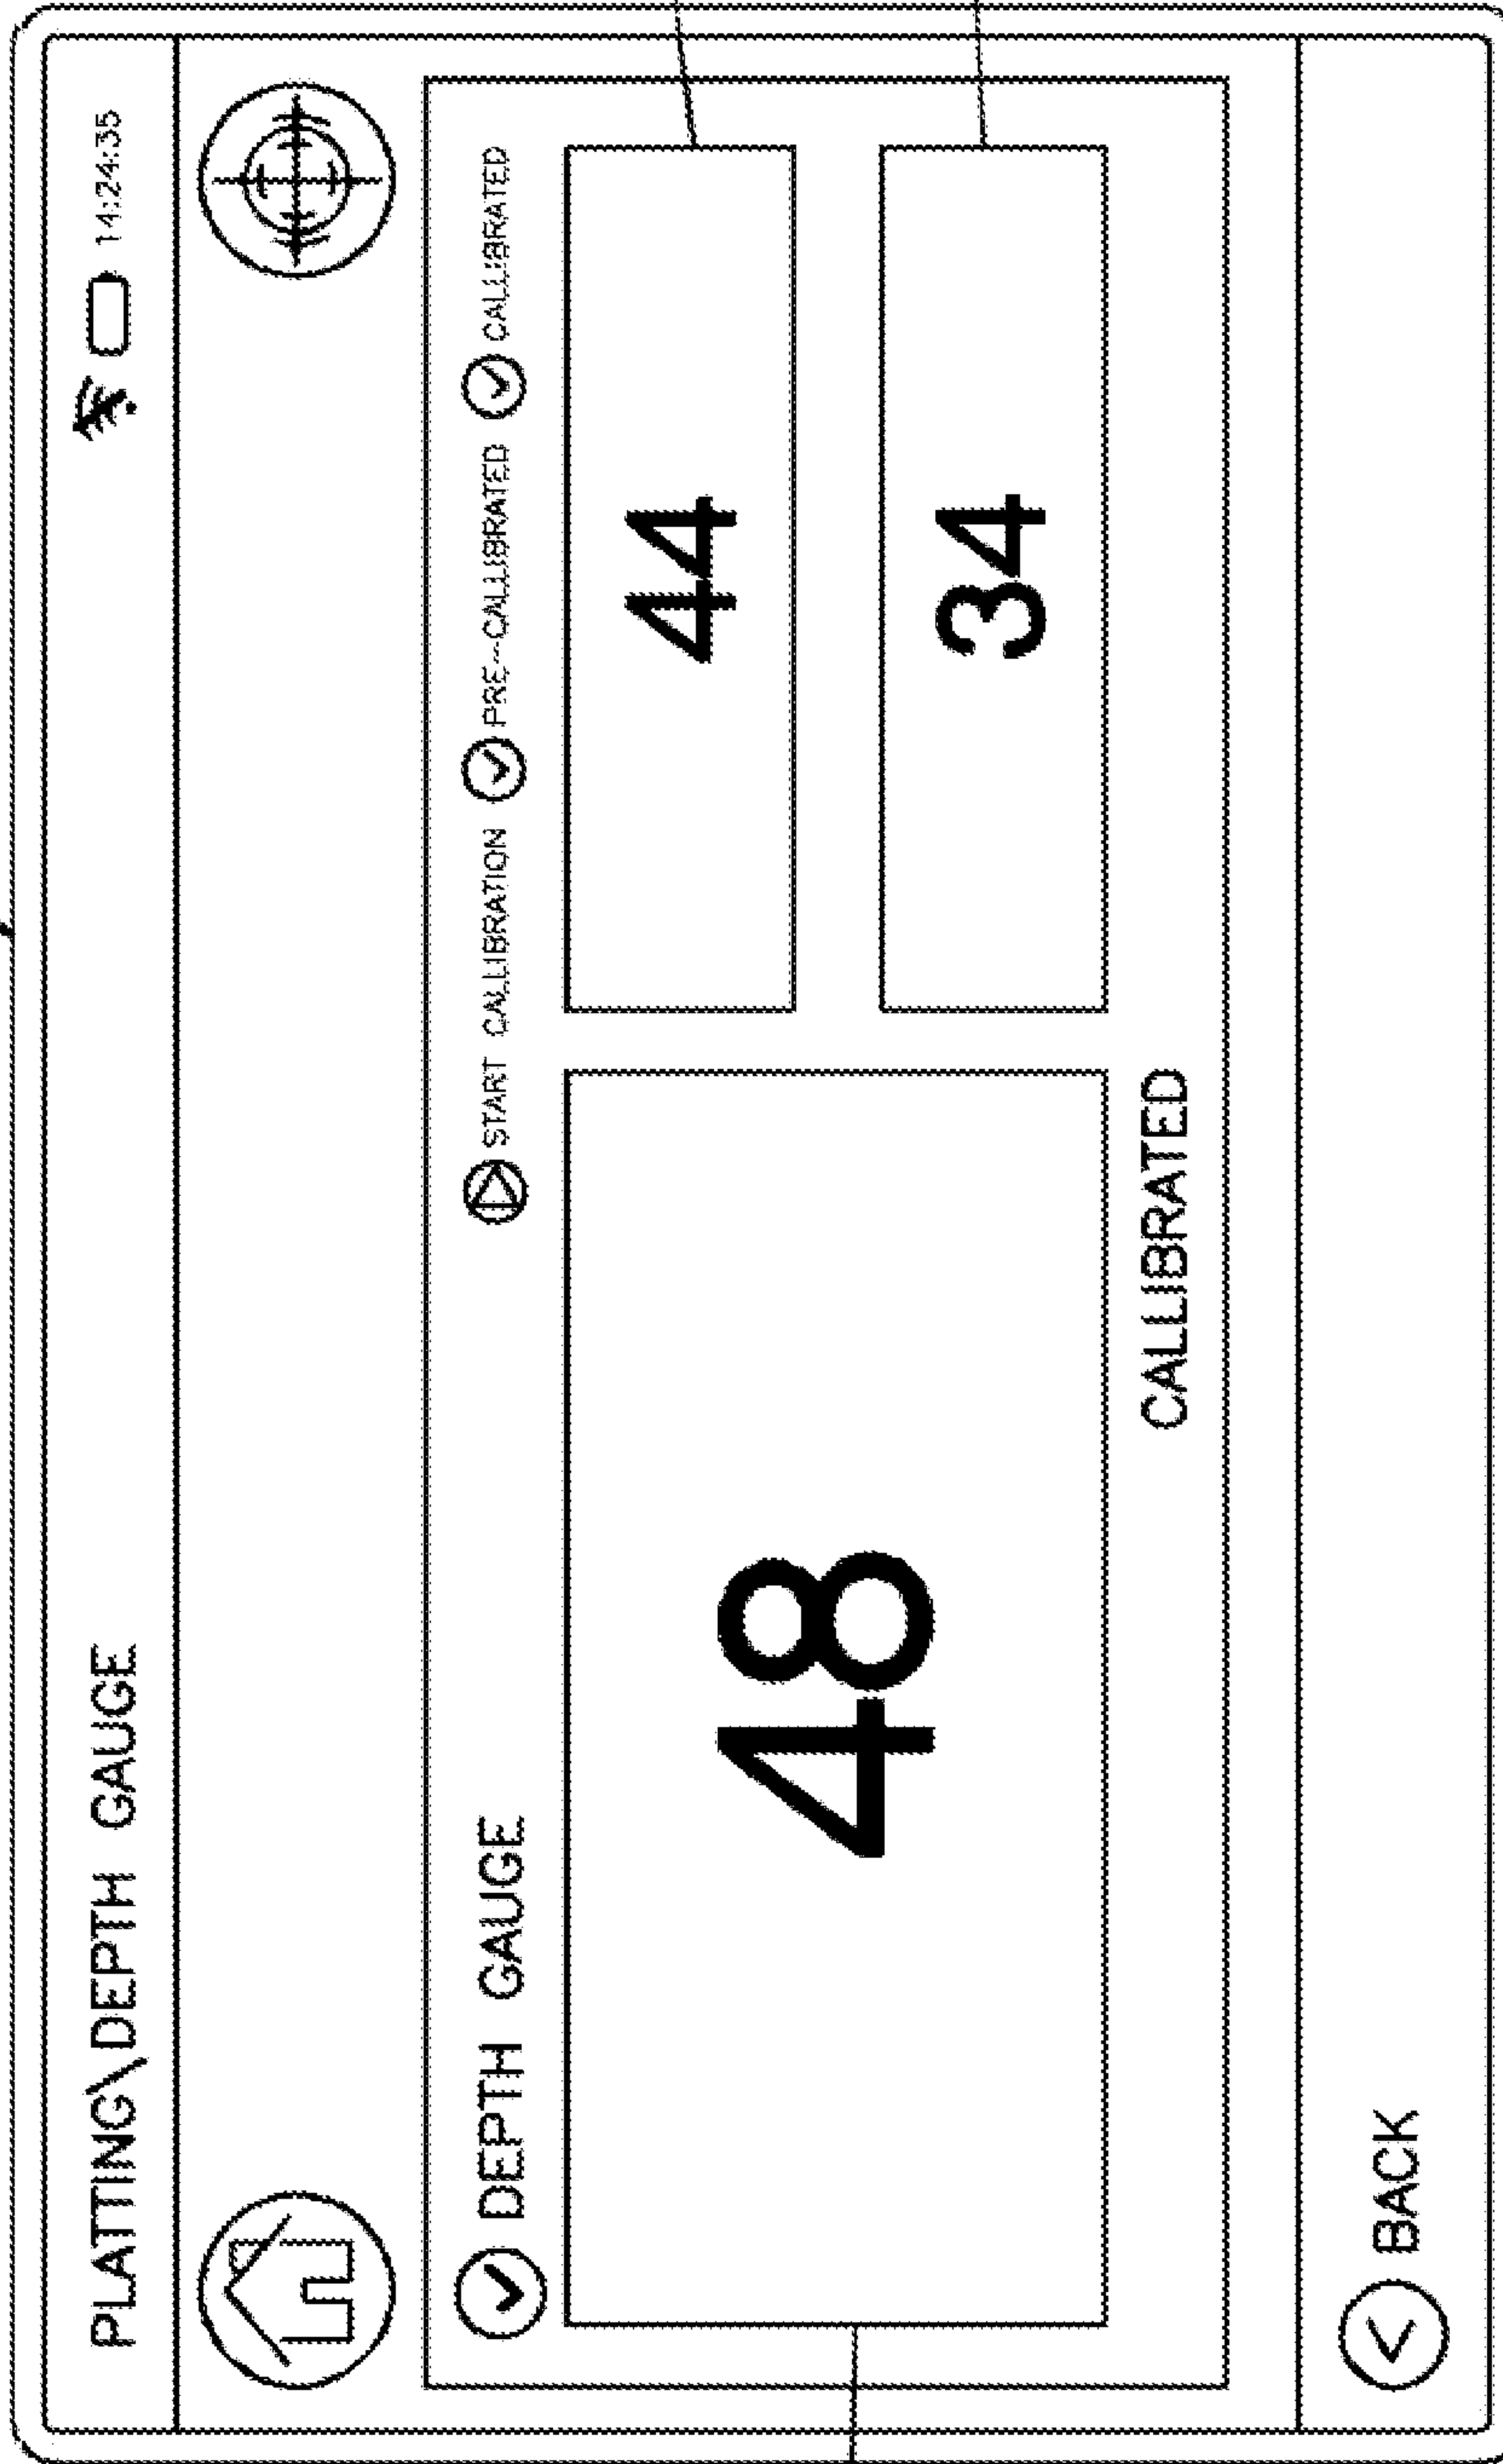 PLATTING\DEPTH GAUGE 14:24:35
DEPTH GAUGE START CALLIBRATION PRE-CALLIBRATED CALLIBRATED
48
44
34
CALLIBRATED
BACK